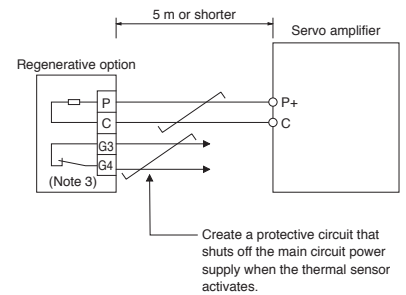 5 m or shorter
Servo amplifier
Regenerative option
P
P+
C
C
G3
G4
(Note 3)
Create a protective circuit that
shuts off the main circuit power
supply when the thermal sensor
activates.